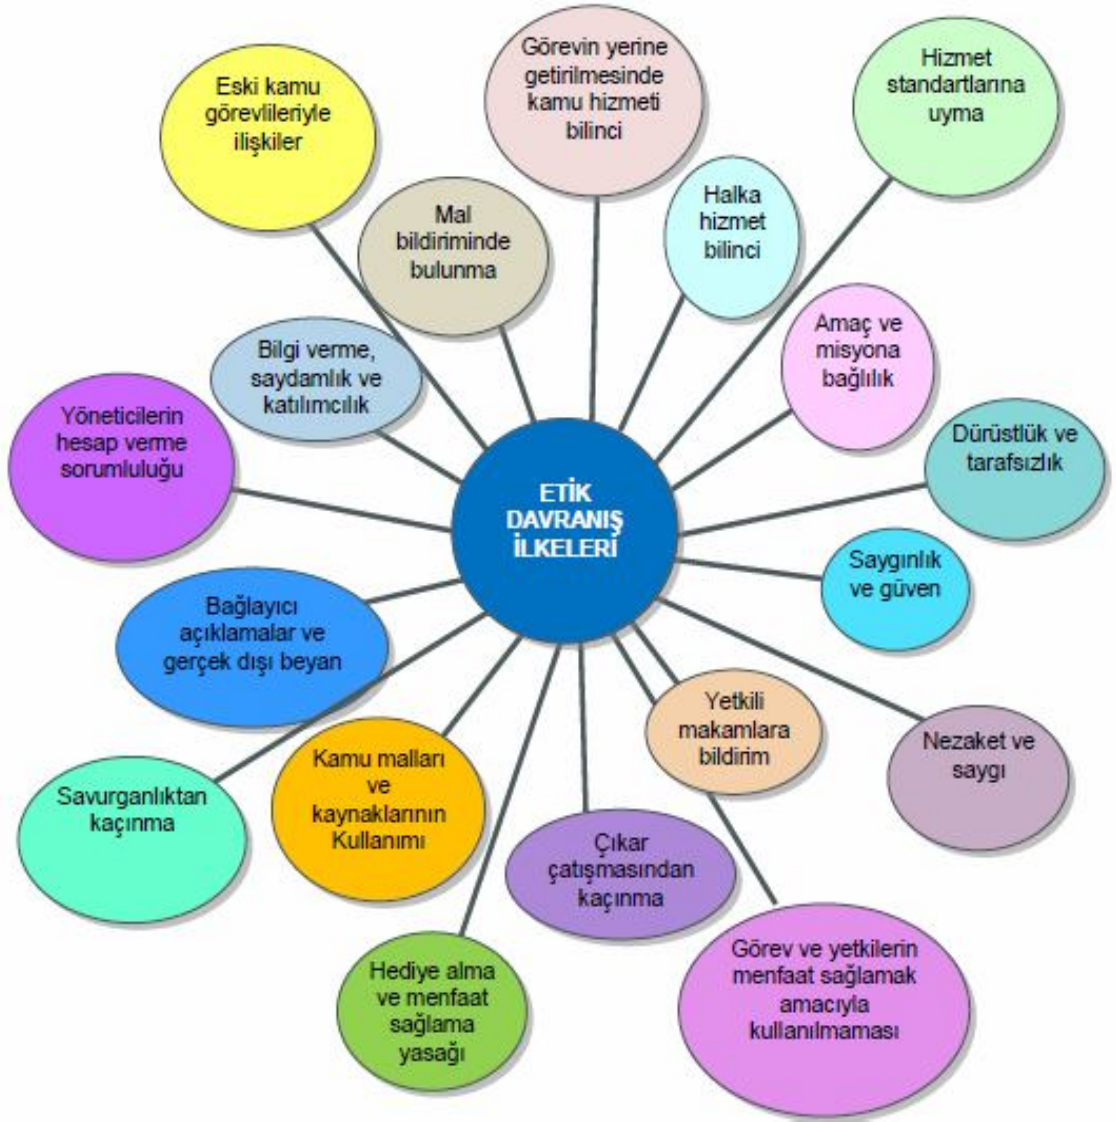 Eski kamu
görevlileriyle
ilişkiler
Görevin yerine
getirilmesinde
kamu hizmeti
bilinci
Hizmet
standartlarına
uyma
Mal
bildiriminde
bulunma
Halka
hizmet
bilinci
Bilgi verme,
saydamlık ve
katılımcılık
Amaç ve
misyona
bağlılık
Yöneticilerin
hesap verme
sorumluluğu
Dürüstlük ve
tarafsızlık
ETİK
DAVRANIŞ
İLKELERİ
Saygınlık
ve güven
Bağlayıcı
açıklamalar ve
gerçek dışı beyan
Yetkili
makamlara
bildirim
Nezaket ve
saygı
Savurganlıktan
kaçınma
Kamu malları
ve
kaynaklarının
Kullanımı
Çıkar
çatışmasından
kaçınma
Hediye alma
ve menfaat
sağlama
yasağı
Görev ve yetkilerin
menfaat sağlamak
amacıyla
kullanılmaması